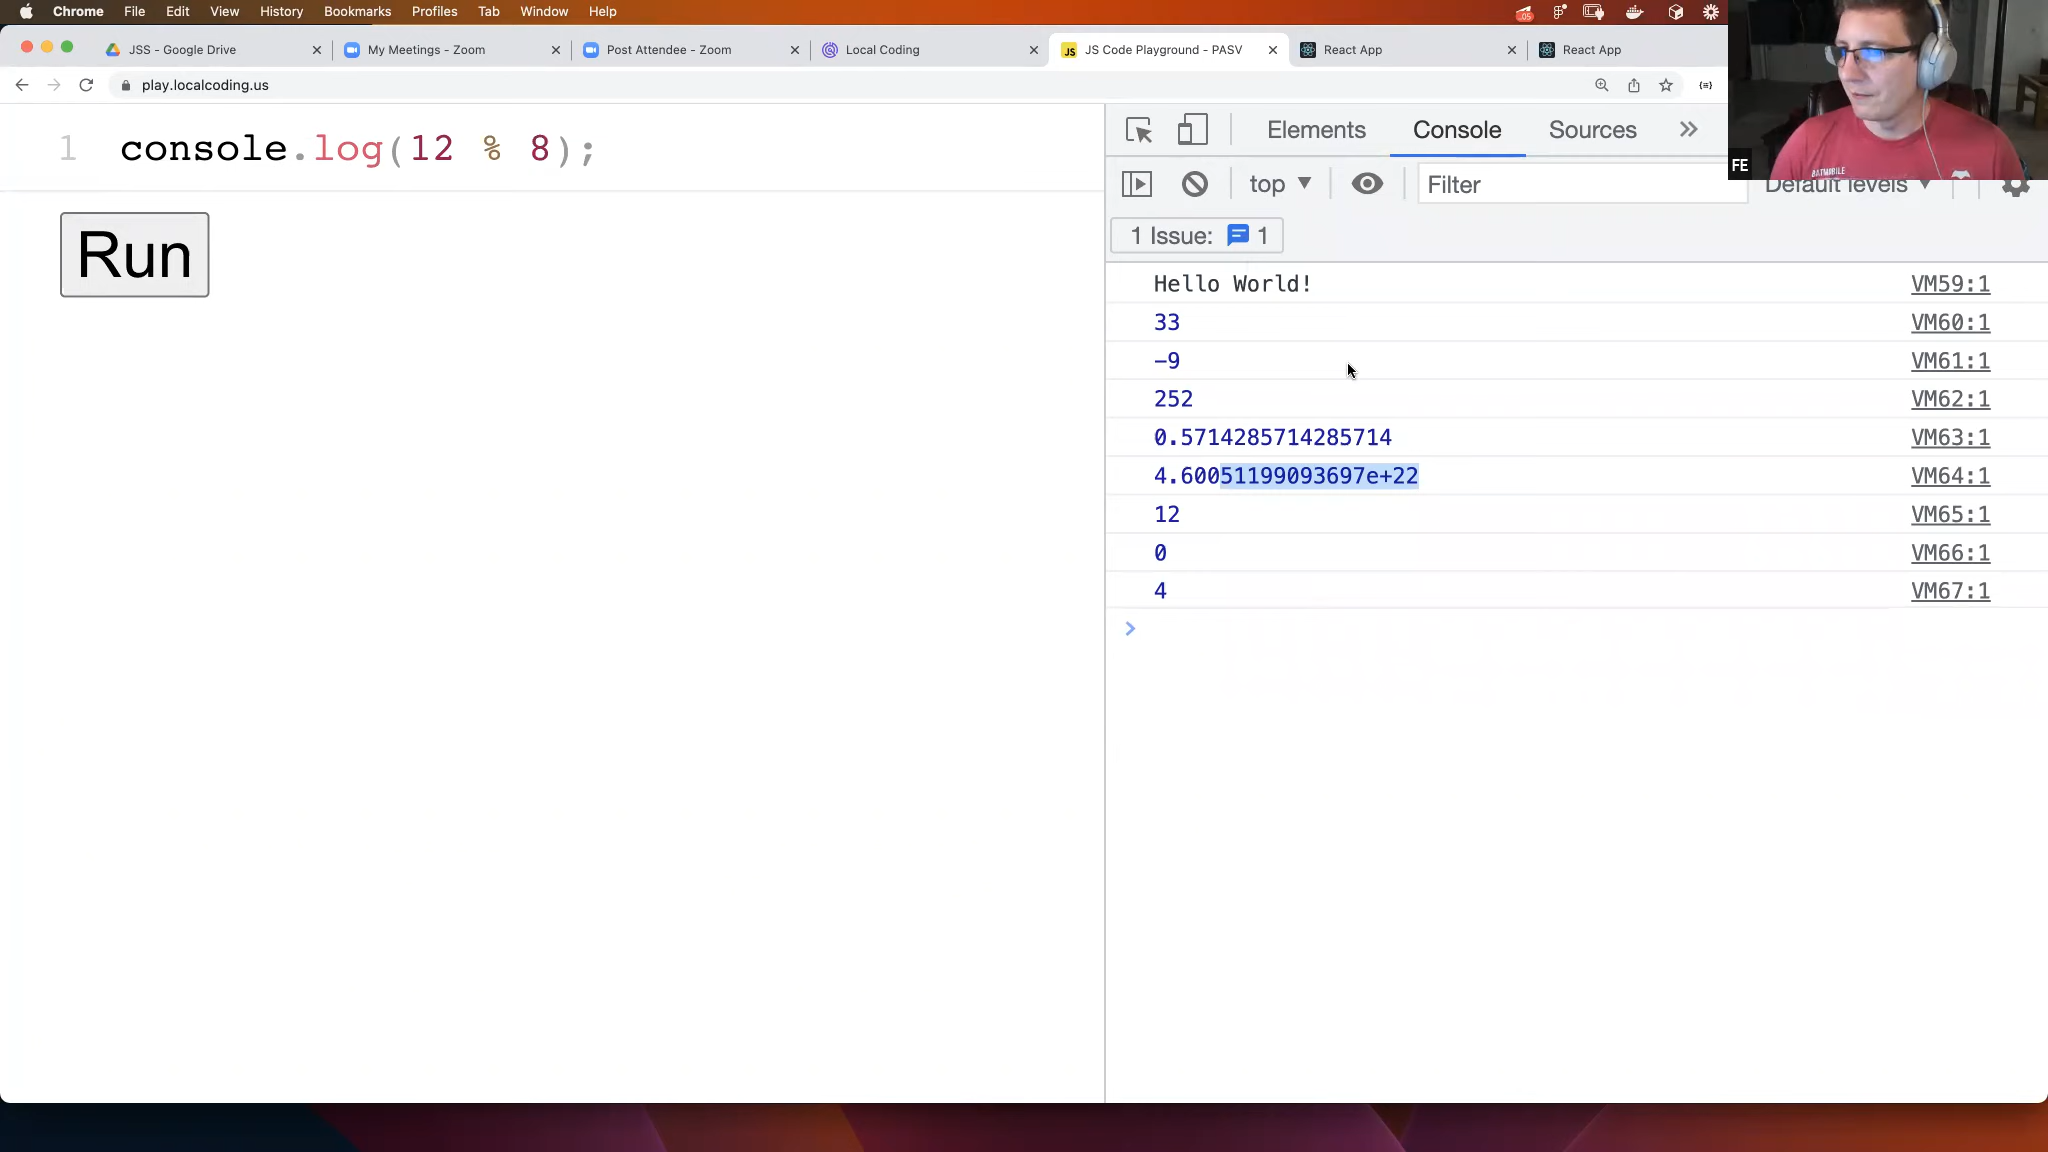 Chrome File Edit View History Bookmarks Profiles Tab Window Help
JSS - Google Drive My Meetings - Zoom Post Attendee - Zoom Local Coding JS JS Code Playground - PASV React App React App
play.localcoding.us
1 console.log(12 % 8);
Run
Elements Console Sources
top Filter Default levels
1 Issue: 1
Hello World! VM59:1
33 VM60:1
-9 VM61:1
252 VM62:1
0.5714285714285714 VM63:1
4.60051199093697e+22 VM64:1
12 VM65:1
0 VM66:1
4 VM67:1
BATMOBILE
FE